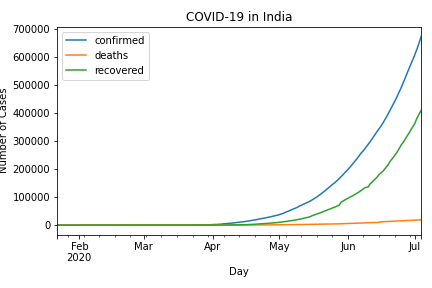 COVID-19 in India
700000
600000
500000
400000
300000
200000
100000
0
Number of Cases
confirmed
deaths
recovered
Feb
2020
Mar
Apr
May
Jun
Jul
Day